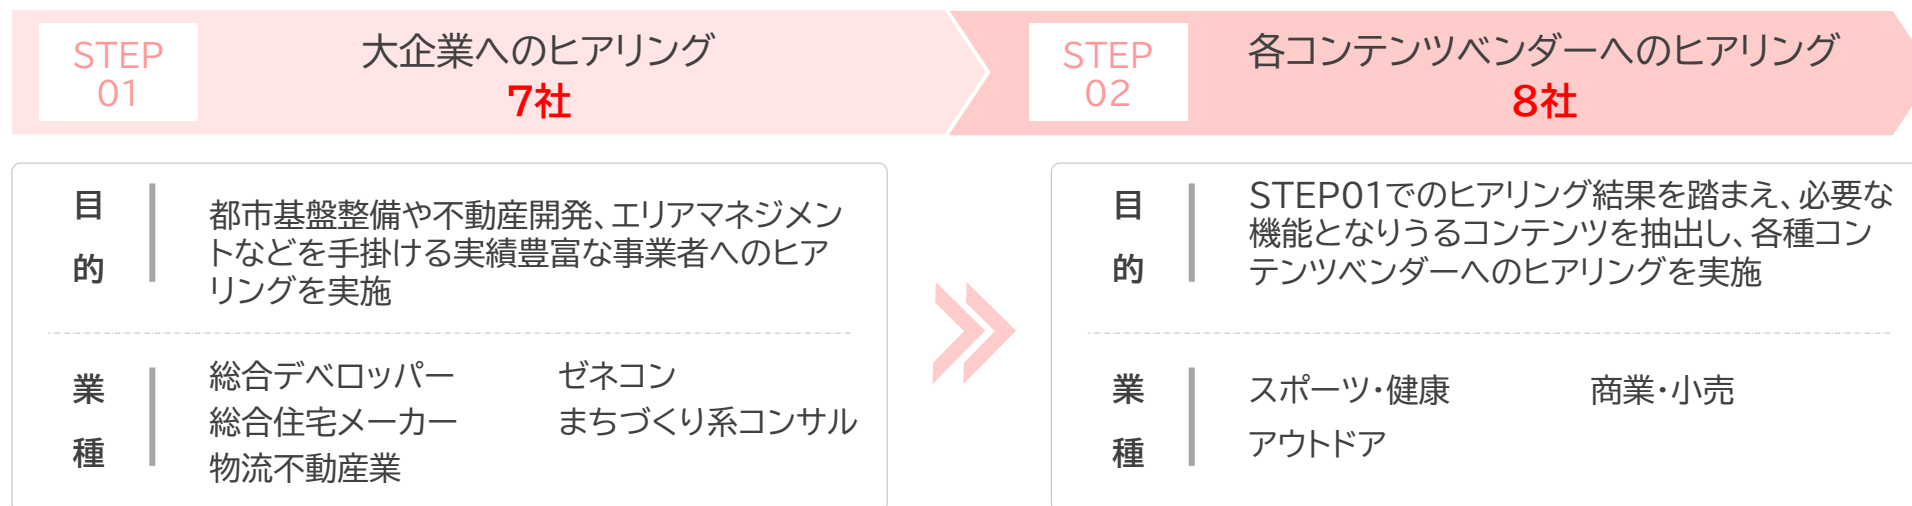 STEP
01
大企業へのヒアリング
7社
STEP
02
各コンテンツベンダーへのヒアリング
8社
目
的
都市基盤整備や不動産開発、エリアマネジメン
トなどを手掛ける実績豊富な事業者へのヒア
リングを実施
業
種
総合デベロッパー
ゼネコン
総合住宅メーカー
まちづくり系コンサル
物流不動産業
目
的
STEP01でのヒアリング結果を踏まえ、必要な
機能となりうるコンテンツを抽出し、各種コン
テンツベンダーへのヒアリングを実施
業
種
スポーツ・健康
商業・小売
アウトドア